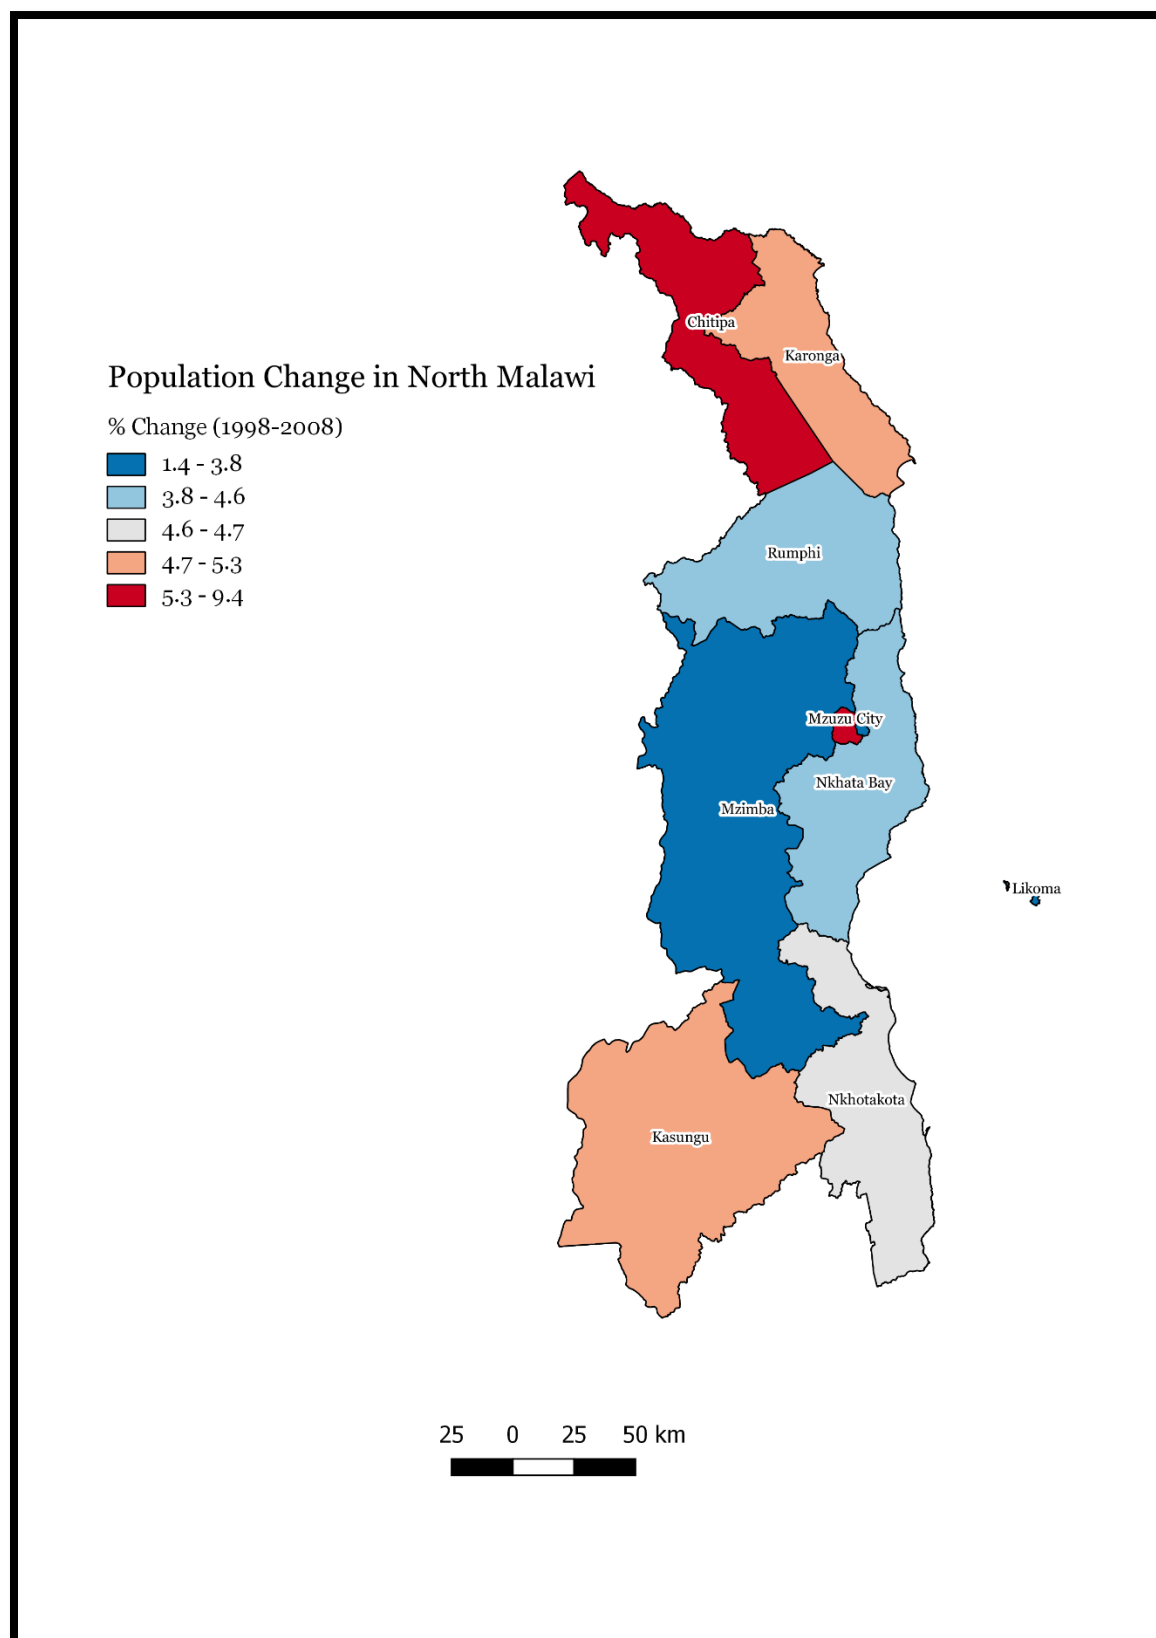 Chitipa
Karonga
Population Change in North Malawi
% Change (1998-2008)
1.4 - 3.8
3.8 - 4.6
4.6 - 4.7
4.7 - 5.3
5.3 - 9.4
Rumphi
Mzuzu City
Nkhata Bay
Mzimba
Likoma
Nkhotakota
Kasungu
25 0 25 50 km